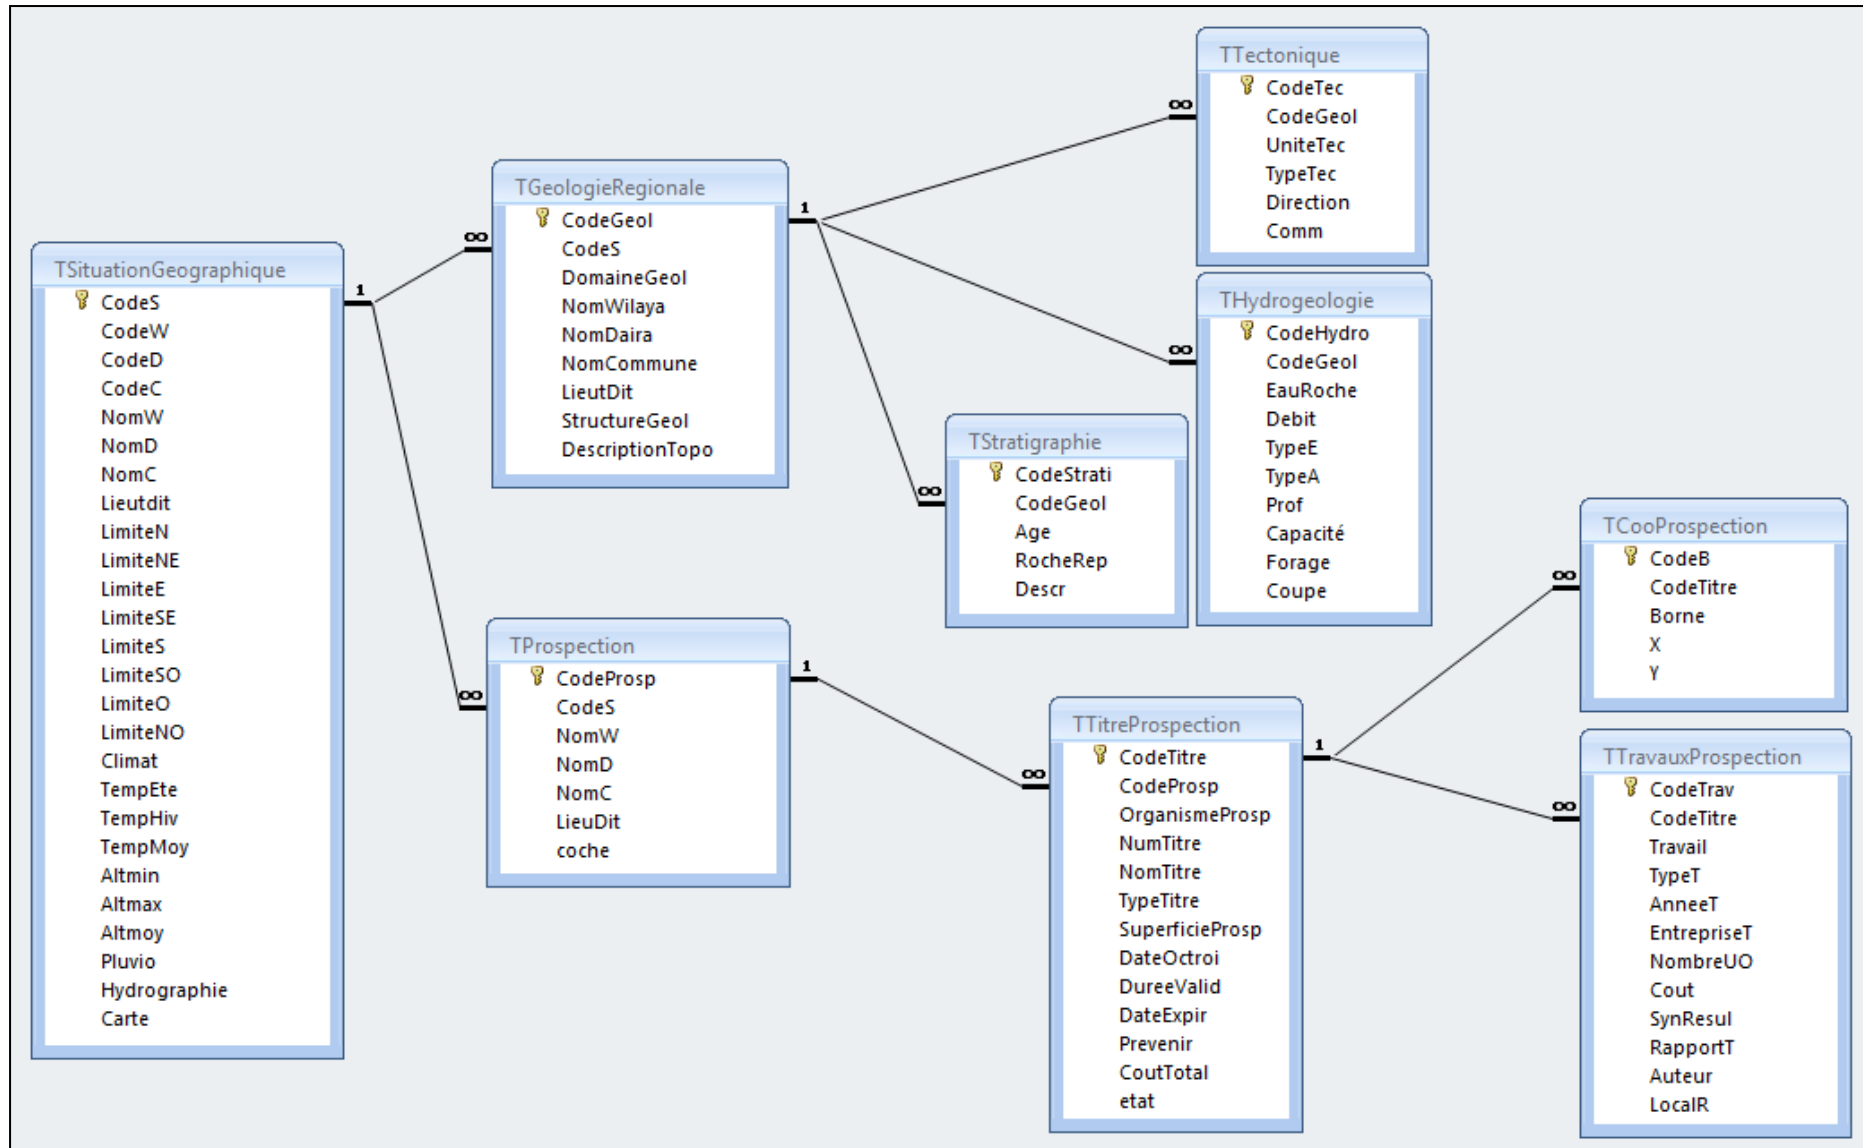 TSituationGeographique
CodeS
CodeW
CodeD
CodeC
NomW
NomD
NomC
Lieutdit
LimiteN
LimiteNE
LimiteE
LimiteSE
LimiteS
LimiteSO
LimiteO
LimiteNO
Climat
TempEte
TempHiv
TempMoy
Altmin
Altmax
Altmoy
Pluvio
Hydrographie
Carte
1
∞
∞
TGeologieRegionale
CodeGeol
CodeS
DomaineGeol
NomWilaya
NomDaira
NomCommune
LieutDit
StructureGeol
DescriptionTopo
1
∞
∞
∞
TProspection
CodeProsp
CodeS
NomW
NomD
NomC
LieuDit
coche
1
∞
TStratigraphie
CodeStrati
CodeGeol
Age
RocheRep
Descr
TTectonique
CodeTec
CodeGeol
UniteTec
TypeTec
Direction
Comm
THydrogeologie
CodeHydro
CodeGeol
EauRoche
Debit
TypeE
TypeA
Prof
Capacité
Forage
Coupe
TTitreProspection
CodeTitre
CodeProsp
OrganismeProsp
NumTitre
NomTitre
TypeTitre
SuperficieProsp
DateOctroi
DureeValid
DateExpir
Prevenir
CoutTotal
etat
1
∞
∞
TCooProspection
CodeB
CodeTitre
Borne
X
Y
TTravauxProspection
CodeTrav
CodeTitre
Travail
TypeT
AnneeT
EntrepriseT
NombreUO
Cout
SynResul
RapportT
Auteur
LocalR